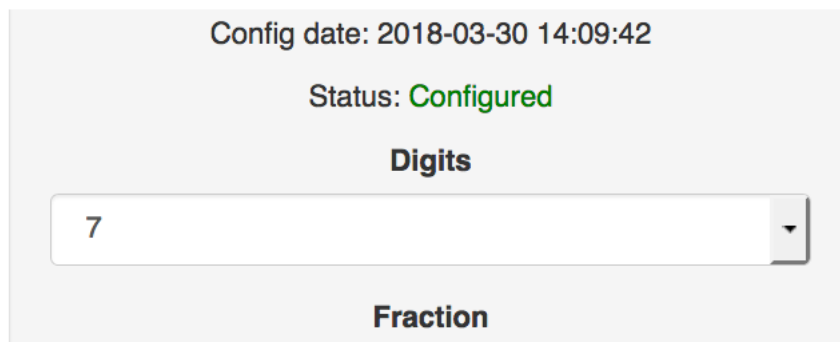 Config date: 2018-03-30 14:09:42
Status: Configured
Digits
7
Fraction